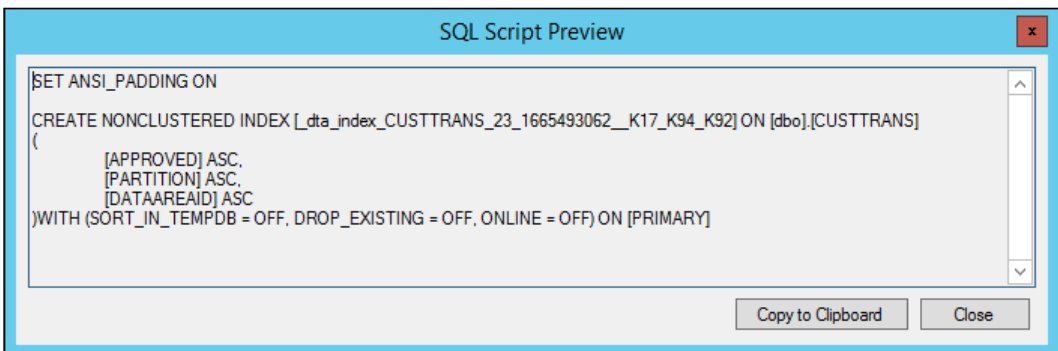 SQL Script Preview
x
SET ANSI_PADDING ON
CREATE NONCLUSTERED INDEX [_dta_index_CUSTTRANS_23_1665493062__K17_K94_K92] ON [dbo].[CUSTTRANS]
(
[APPROVED] ASC,
[PARTITION] ASC,
[DATAAREAID] ASC
)WITH (SORT_IN_TEMPDB = OFF, DROP_EXISTING = OFF, ONLINE = OFF) ON [PRIMARY]
Copy to Clipboard Close